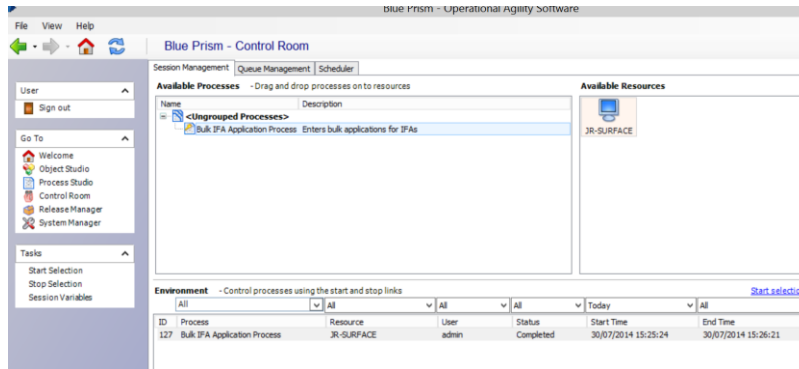 Blue Prism - Operational Agility Software
File View Help
Blue Prism - Control Room
Session Management Queue Management Scheduler
User
Sign out
Go To
Welcome
Object Studio
Process Studio
Control Room
Release Manager
System Manager
Tasks
Start Selection
Stop Selection
Session Variables
Available Processes - Drag and drop processes onto resources
Name Description
<Ungrouped Processes>
Bulk IFA Application Process Enters bulk applications for IFAs
Available Resources
JR-SURFACE
Environment - Control processes using the start and stop links
Start selectio
All All All All Today All
ID Process Resource User Status Start Time End Time
127 Bulk IFA Application Process JR-SURFACE admin Completed 30/07/2014 15:25:24 30/07/2014 15:26:21